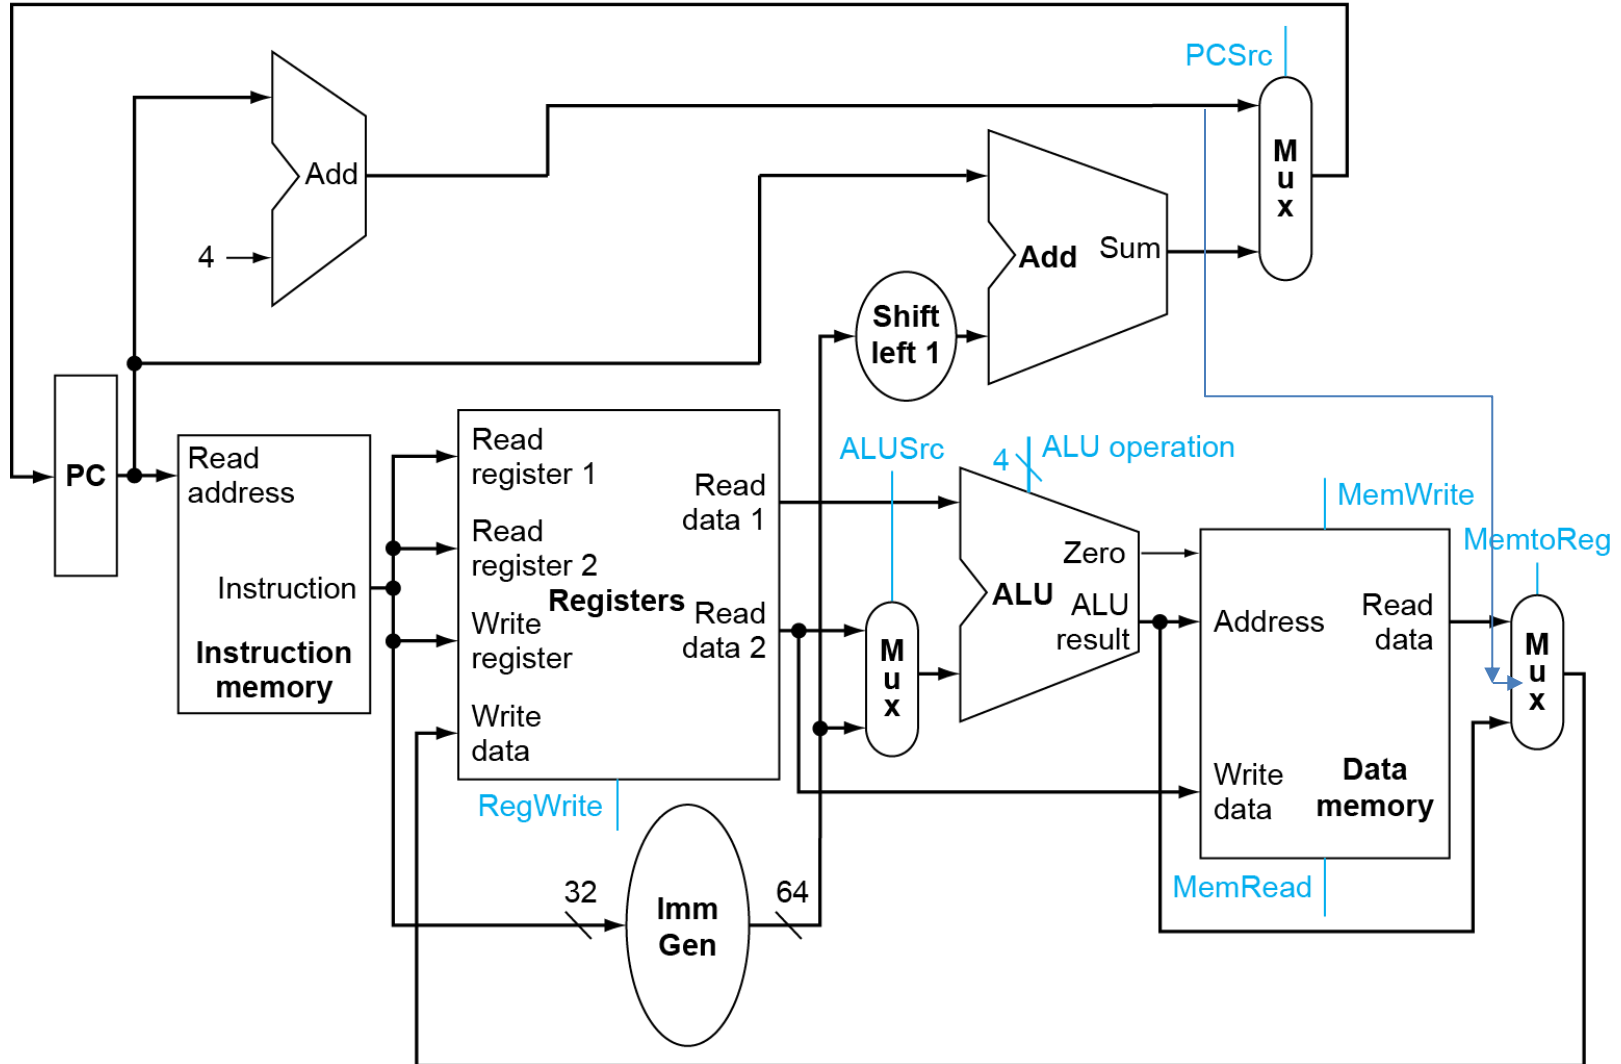 PCSrc
M
u
x
Add
4
Add
Sum
Shift
left 1
PC
Read
address
Instruction
Instruction
memory
Read
register 1
Read
register 2
Write
register
Write
data
Registers
Read
data 1
Read
data 2
RegWrite
ALUSrc
M
u
x
4
ALU operation
Zero
ALU
ALU
result
MemWrite
Address
Read
data
Write
data
Data
memory
MemRead
MemtoReg
M
u
x
32
Imm
Gen
64